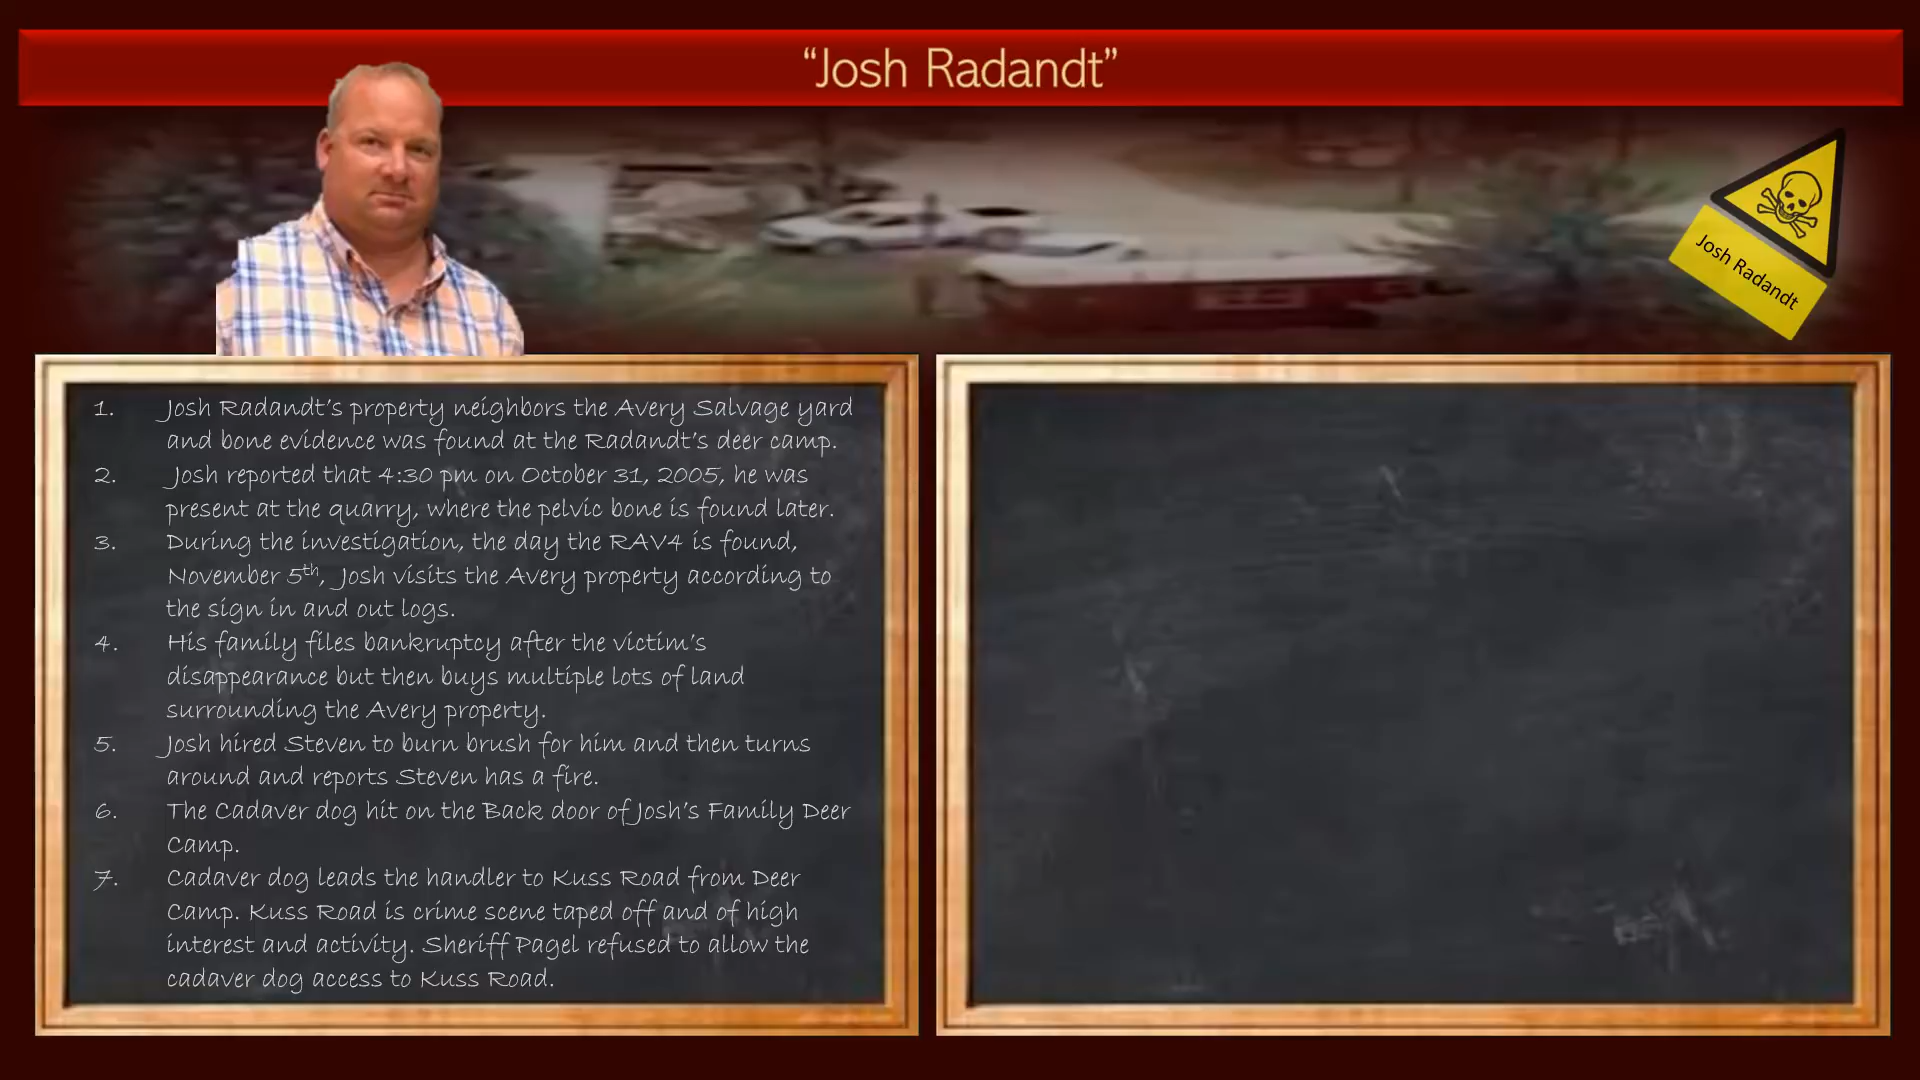 “Josh Radandt”
Josh Radandt
1. Josh Radandt’s property neighbors the Avery Salvage yard
and bone evidence was found at the Radandt’s deer camp.
2. Josh reported that 4:30 pm on October 31, 2005, he was
present at the quarry, where the pelvic bone is found later.
3. During the investigation, the day the RAV4 is found,
November 5th, Josh visits the Avery property according to
the sign in and out logs.
4. His family files bankruptcy after the victim’s
disappearance but then buys multiple lots of land
surrounding the Avery property.
5. Josh hired Steven to burn brush for him and then turns
around and reports Steven has a fire.
6. The Cadaver dog hit on the Back door of Josh’s Family Deer
Camp.
7. Cadaver dog leads the handler to Kuss Road from Deer
Camp. Kuss Road is crime scene taped off and of high
interest and activity. Sheriff Pagel refused to allow the
cadaver dog access to Kuss Road.